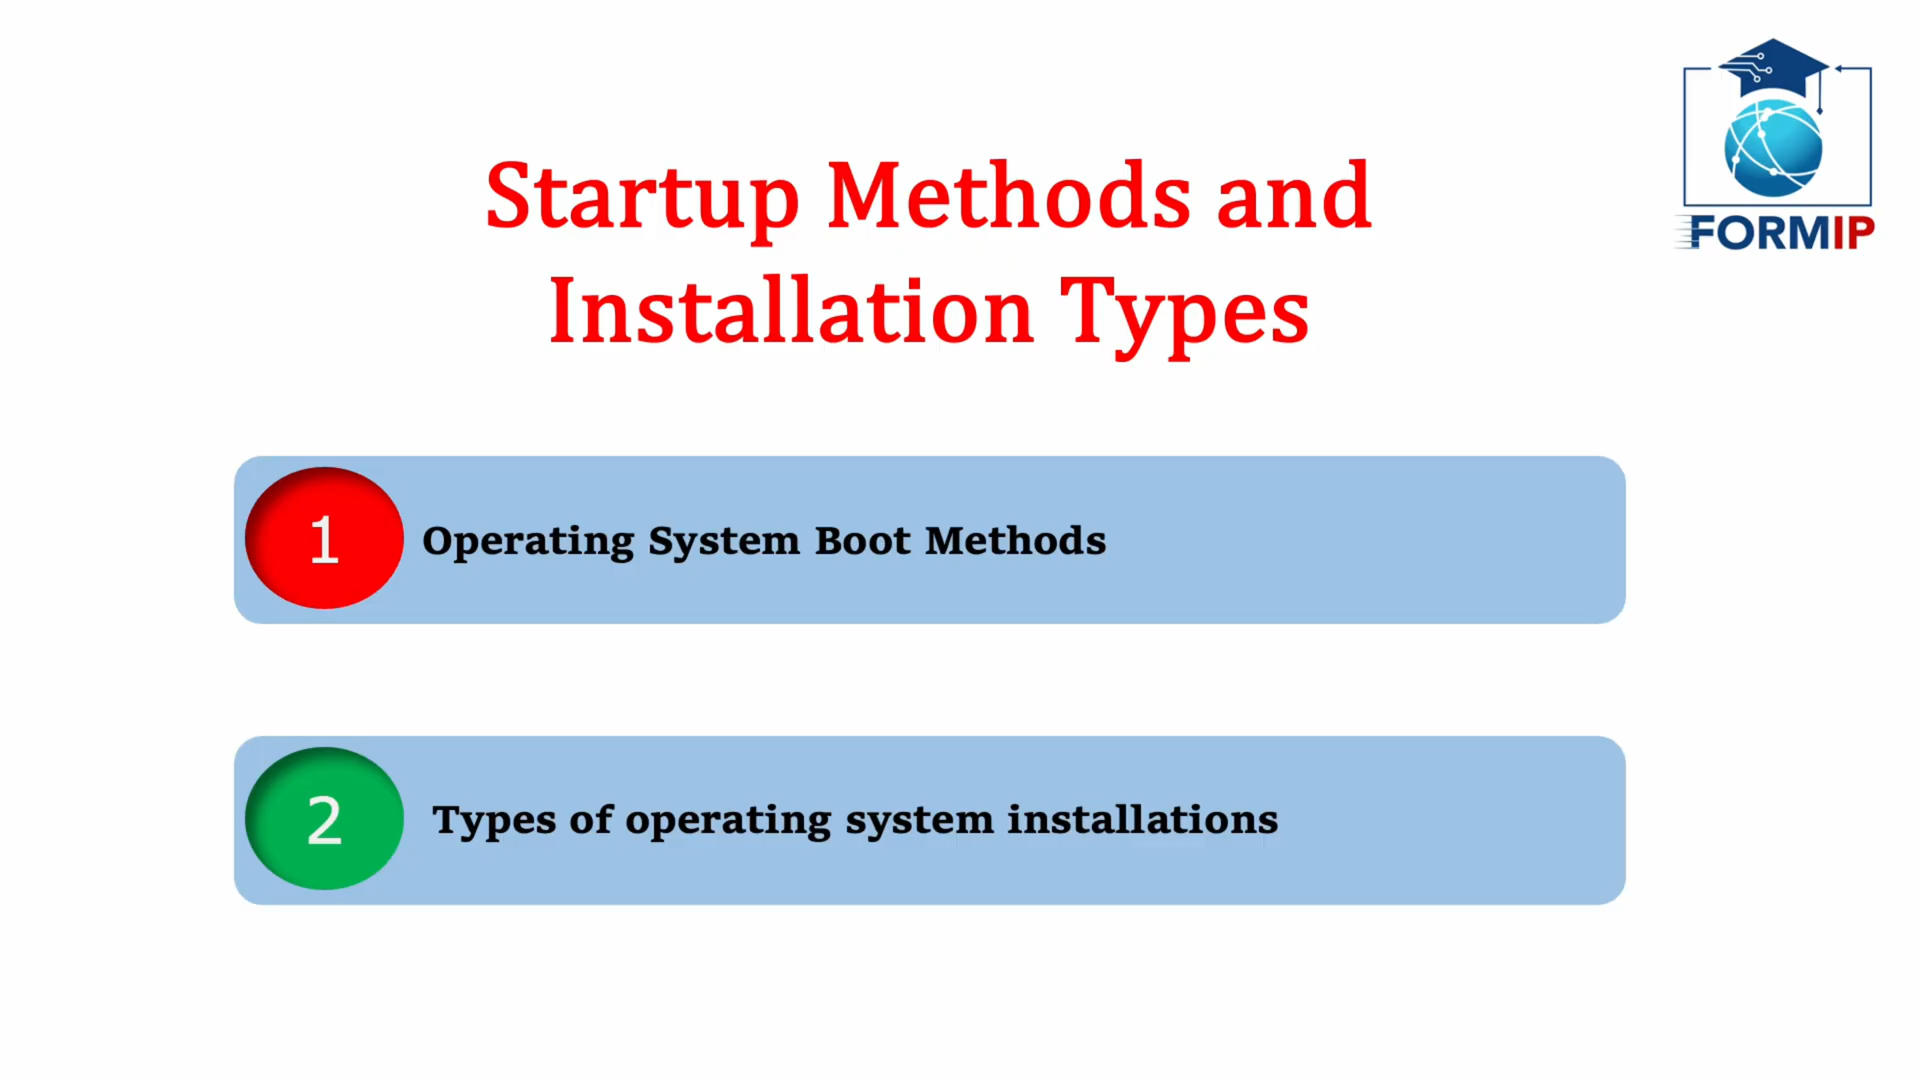 Startup Methods and
Installation Types
FORMIP
1
Operating System Boot Methods
2
Types of operating system installations